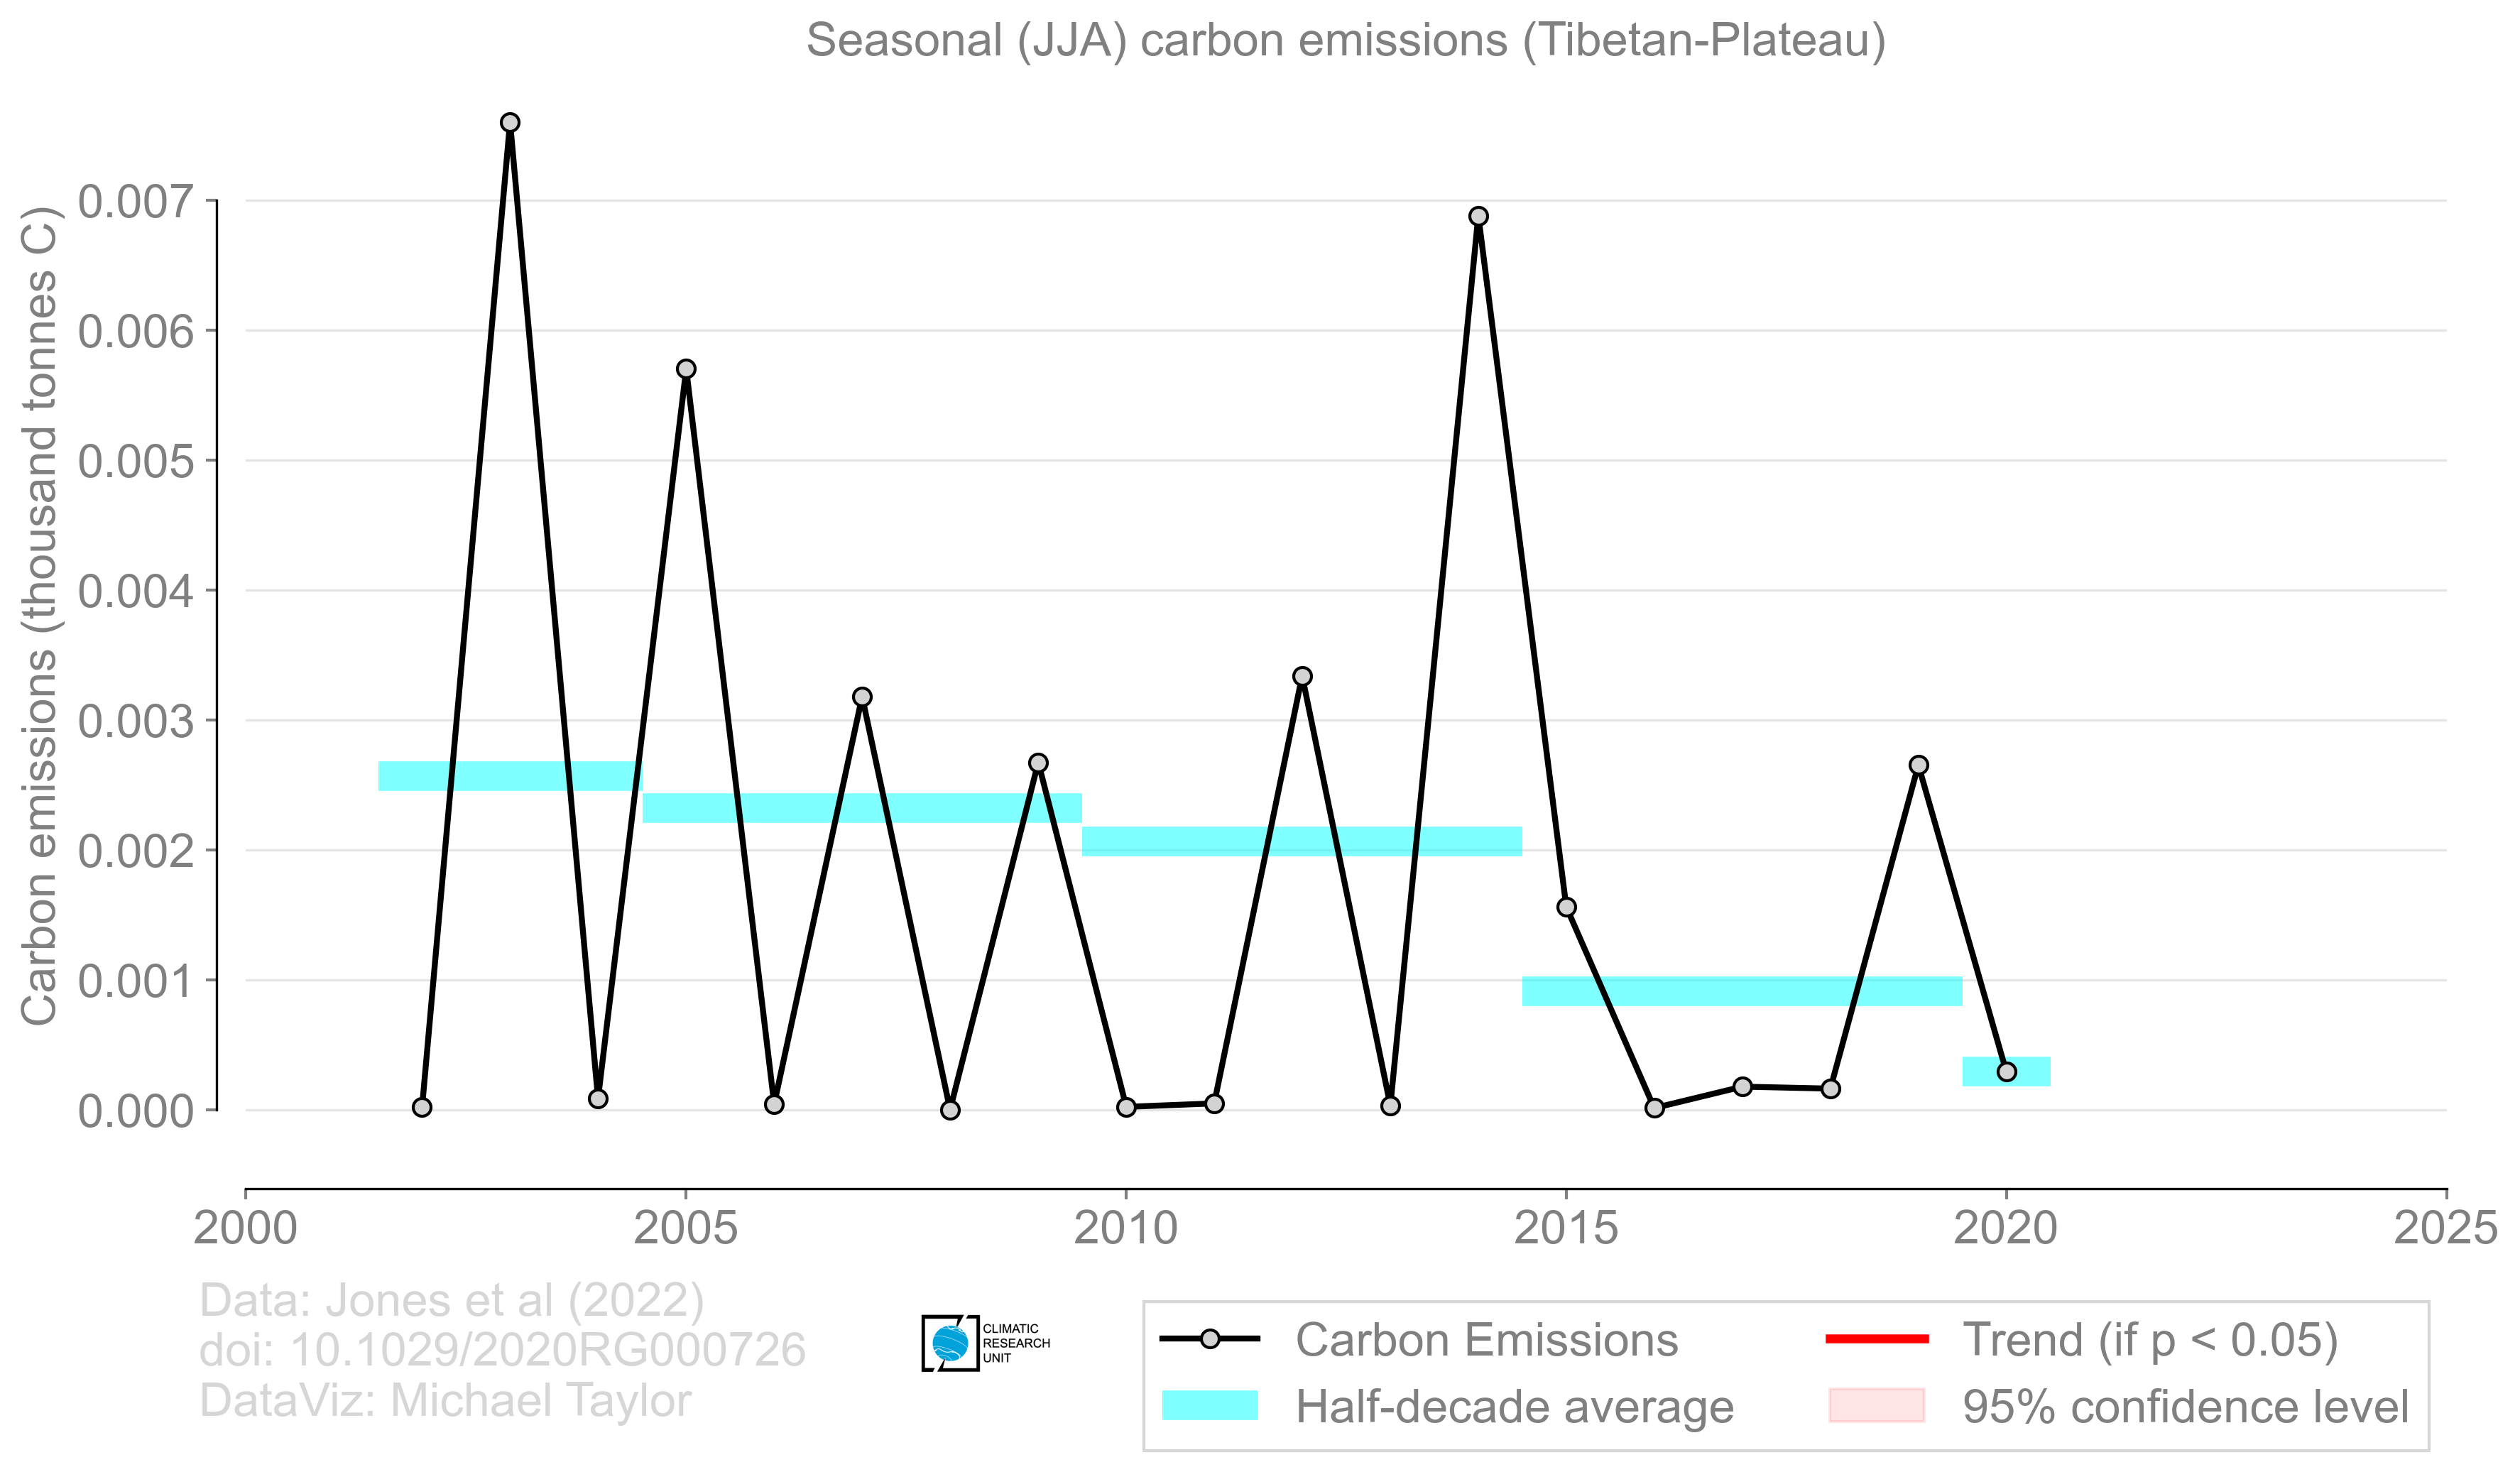 Seasonal (JJA) carbon emissions (Tibetan-Plateau)
Carbon emissions (thousand tonnes C)
0.007
0.006
0.005
0.004
0.003
0.002
0.001
0.000
2000
2005
2010
2015
2020
2025
Data: Jones et al (2022)
doi: 10.1029/2020RG000726
DataViz: Michael Taylor
CLIMATIC
RESEARCH
UNIT
Carbon Emissions
Half-decade average
Trend (if p < 0.05)
95% confidence level